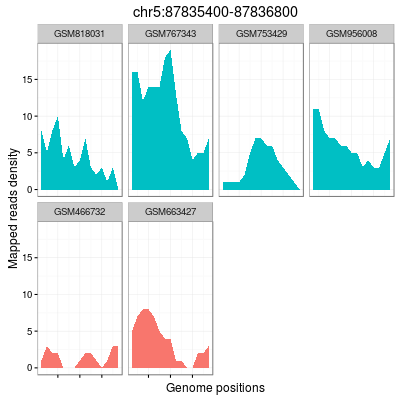 chr5:87835400-87836800
GSM818031 GSM767343 GSM753429 GSM956008
15
10
5
0
GSM466732 GSM663427
15
10
5
0
Mapped reads density
Genome positions